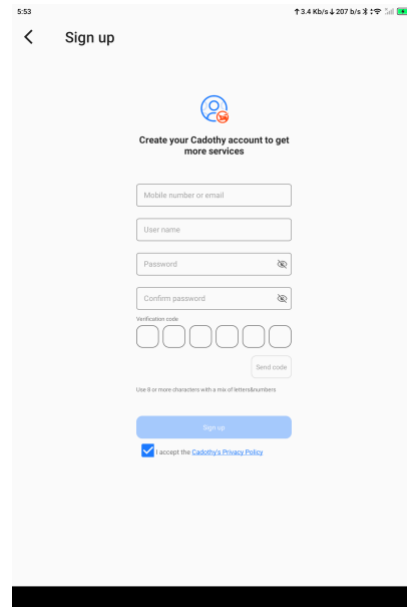 5:53
↑3.4 Kb/s↓207 b/s
Sign up
Create your Cadothy account to get
more services
Mobile number or email
User name
Password
Confirm password
Verification code
Send code
Use 8 or more characters with a mix of letters&numbers
Sign up
I accept the Cadothy's Privacy Policy